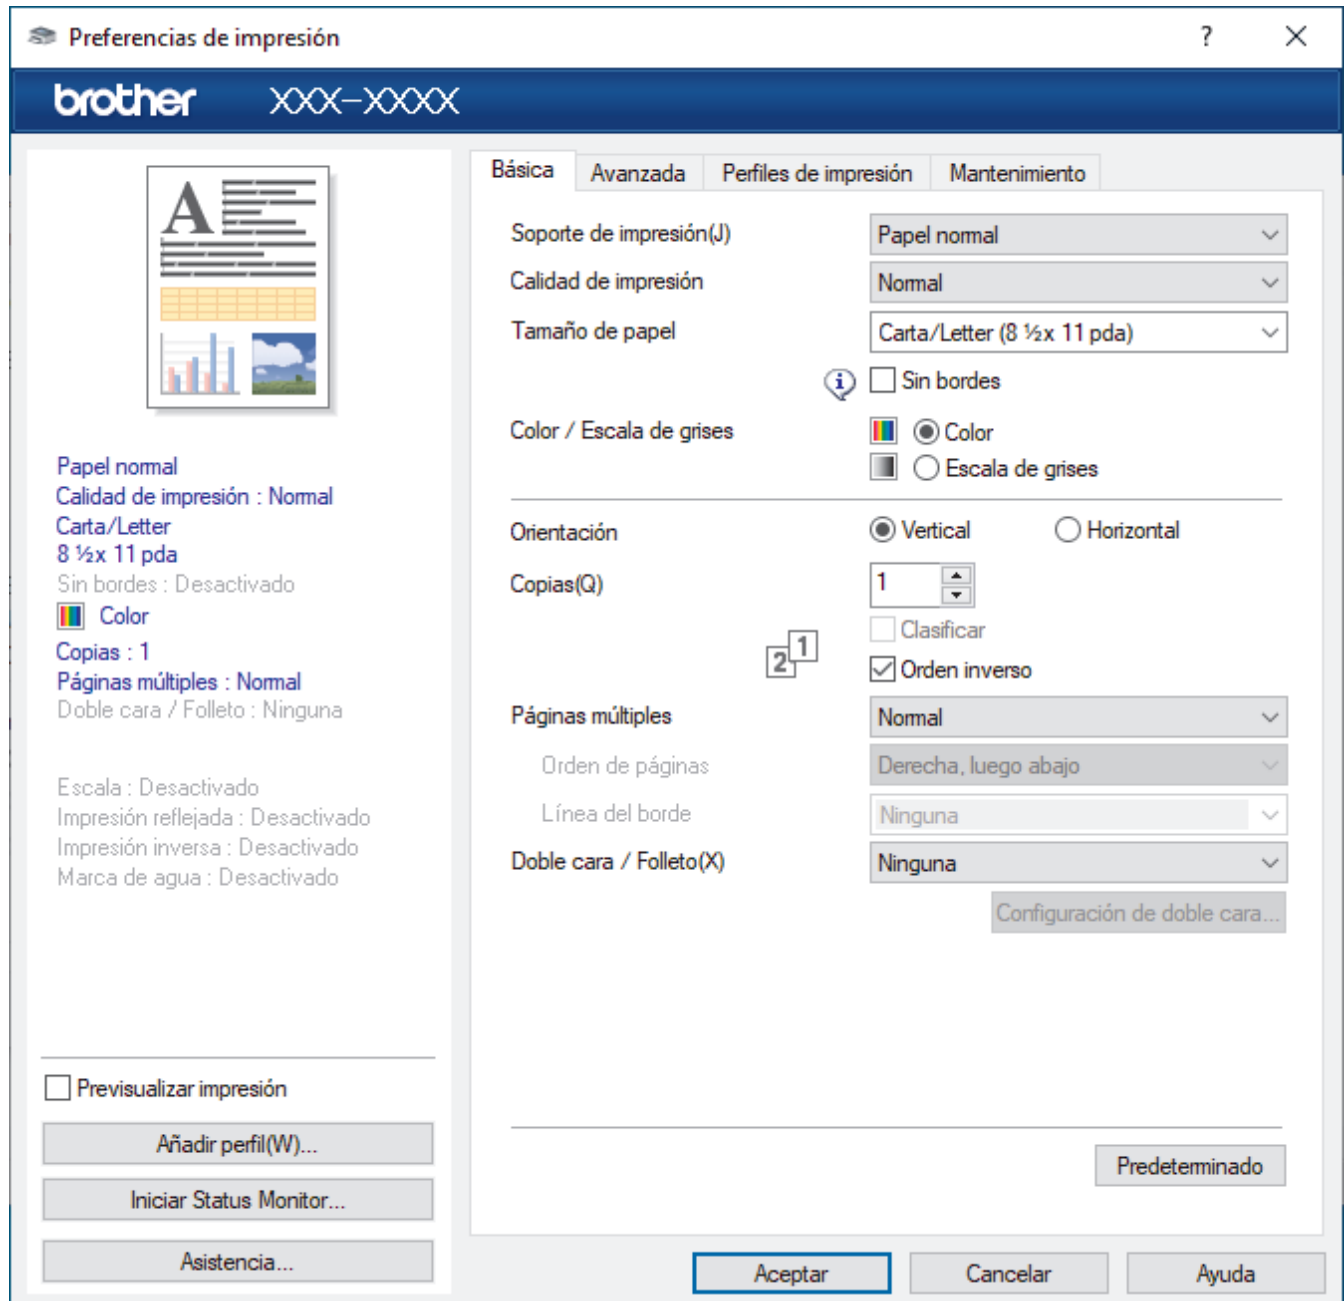 Preferencias de impresión ?
brother XXX-XXXX
A
Papel normal
Calidad de impresión : Normal
Carta/Letter
8 ½x 11 pda
Sin bordes : Desactivado
Color
Copias : 1
Páginas múltiples : Normal
Doble cara / Folleto : Ninguna
Escala : Desactivado
Impresión reflejada : Desactivado
Impresión inversa : Desactivado
Marca de agua : Desactivado
Previsualizar impresión
Añadir perfil(W)...
Iniciar Status Monitor...
Asistencia...
Básica Avanzada Perfiles de impresión Mantenimiento
Soporte de impresión(J) Papel normal
Calidad de impresión Normal
Tamaño de papel Carta/Letter (8 ½x 11 pda)
Sin bordes
Color / Escala de grises Color
Escala de grises
Orientación Vertical Horizontal
Copias(Q) 1
Clasificar
2 1 Orden inverso
Páginas múltiples Normal
Orden de páginas Derecha, luego abajo
Línea del borde Ninguna
Doble cara / Folleto(X) Ninguna
Configuración de doble cara...
Predeterminado
Aceptar Cancelar Ayuda